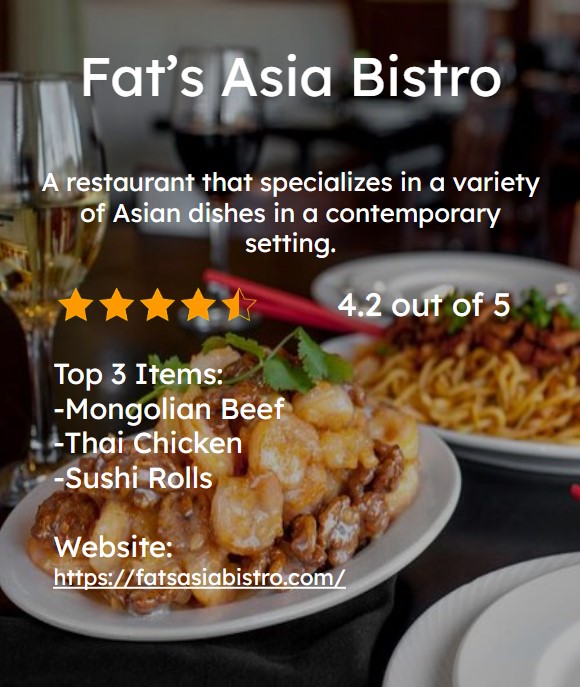 Fat’s Asia Bistro
A restaurant that specializes in a variety
of Asian dishes in a contemporary
setting.
4.2 out of 5
Top 3 Items:
-Mongolian Beef
-Thai Chicken
-Sushi Rolls
Website:
https://fatsasiabistro.com/